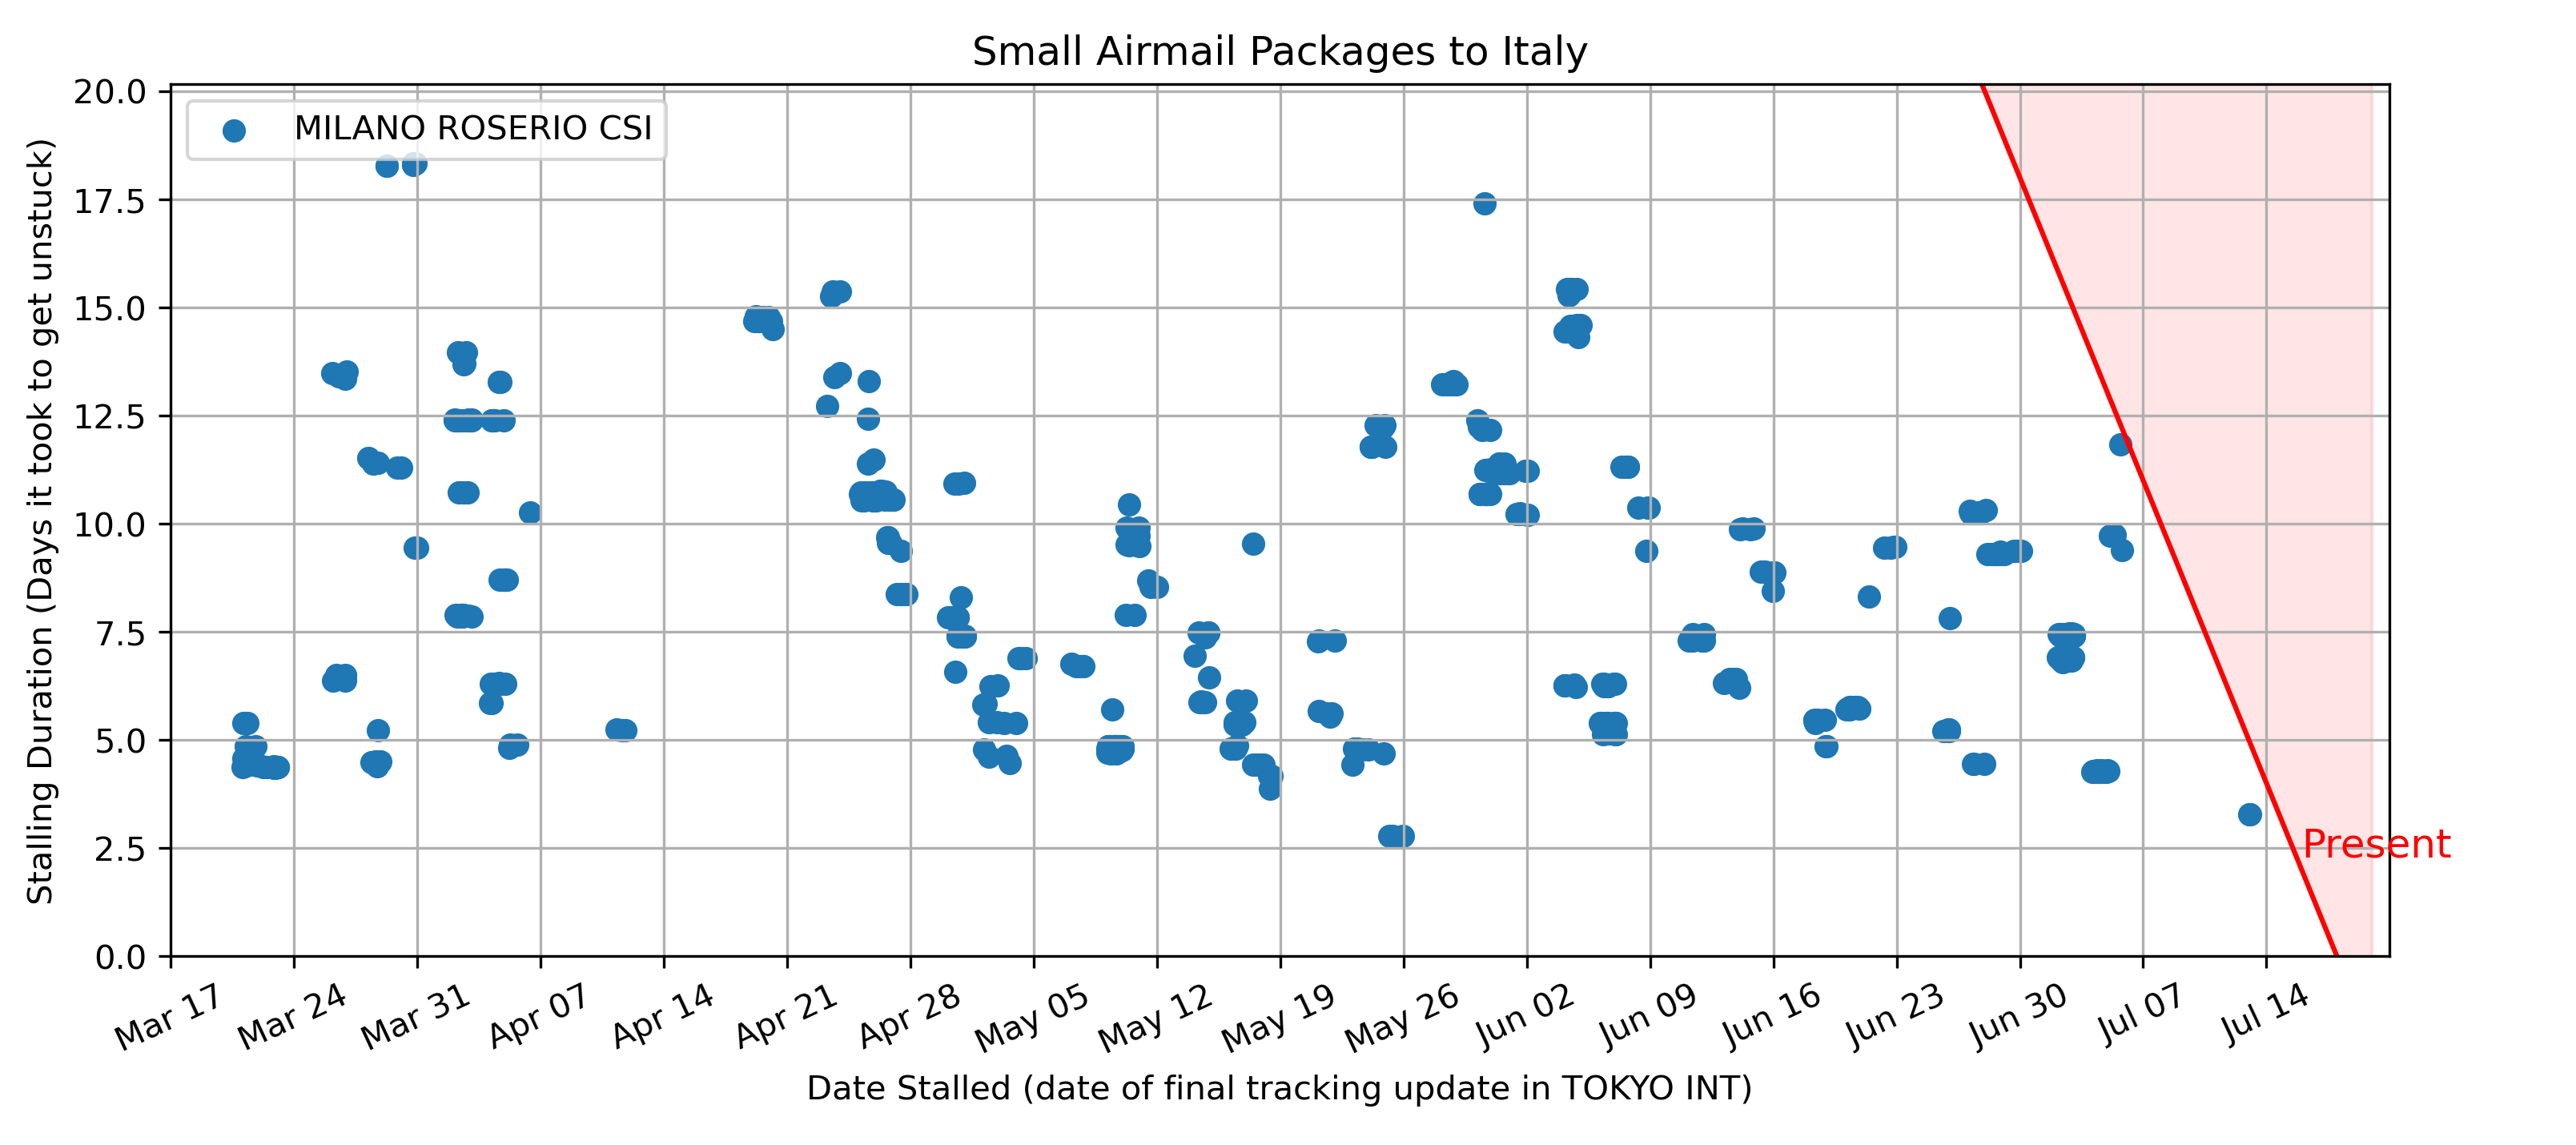 Small Airmail Packages to Italy
MILANO ROSERIO CSI
Stalling Duration (Days it took to get unstuck)
20.0
17.5
15.0
12.5
10.0
7.5
5.0
2.5
0.0
Present
Mar 17
Mar 24
Mar 31
Apr 07
Apr 14
Apr 21
Apr 28
May 05
May 12
May 19
May 26
Jun 02
Jun 09
Jun 16
Jun 23
Jun 30
Jul 07
Jul 14
Date Stalled (date of final tracking update in TOKYO INT)